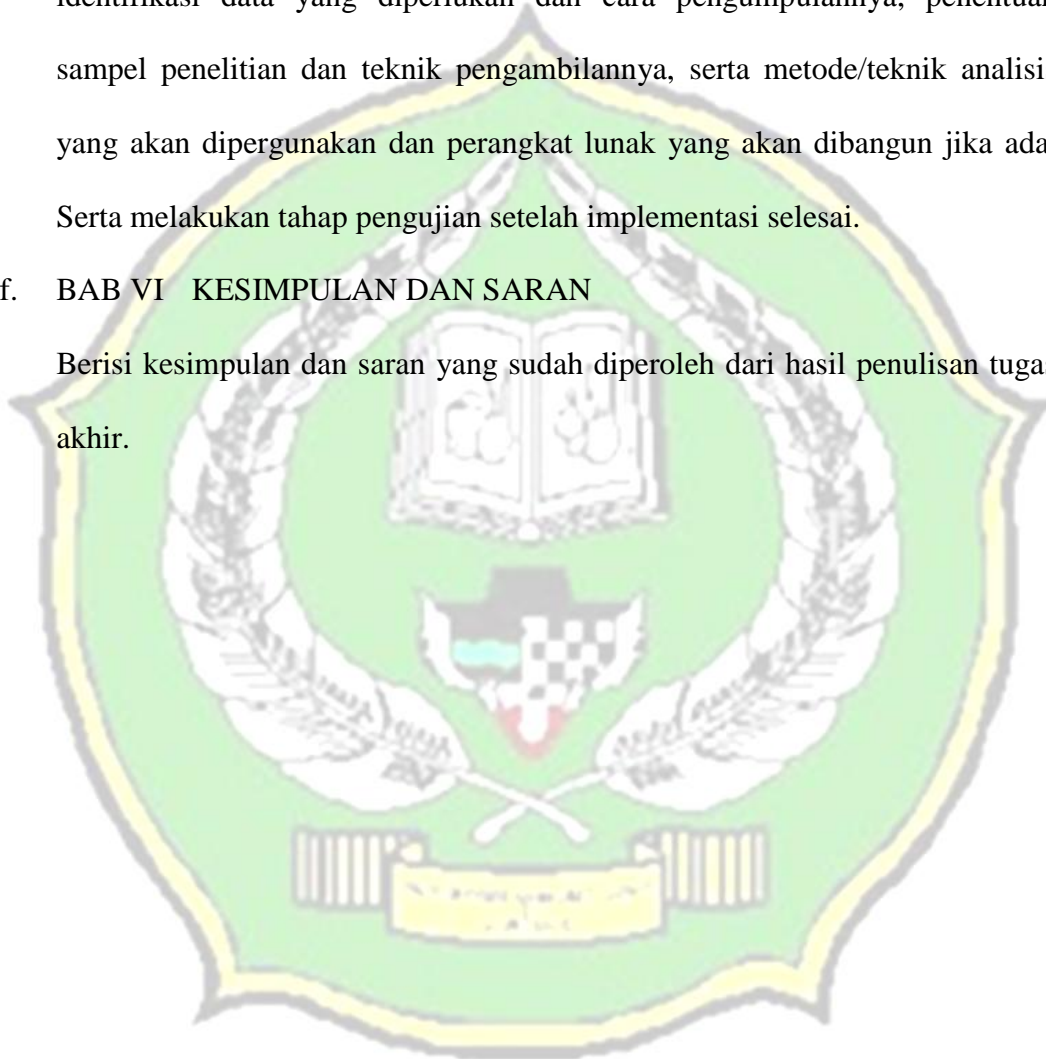 identifikasi data yang diperlukan dan cara pengumpulannya, penentuan
sampel penelitian dan teknik pengambilannya, serta metode/teknik analisi
yang akan dipergunakan dan perangkat lunak yang akan dibangun jika ada
Serta melakukan tahap pengujian setelah implementasi selesai.
f. BAB VI KESIMPULAN DAN SARAN
Berisi kesimpulan dan saran yang sudah diperoleh dari hasil penulisan tugas
akhir.